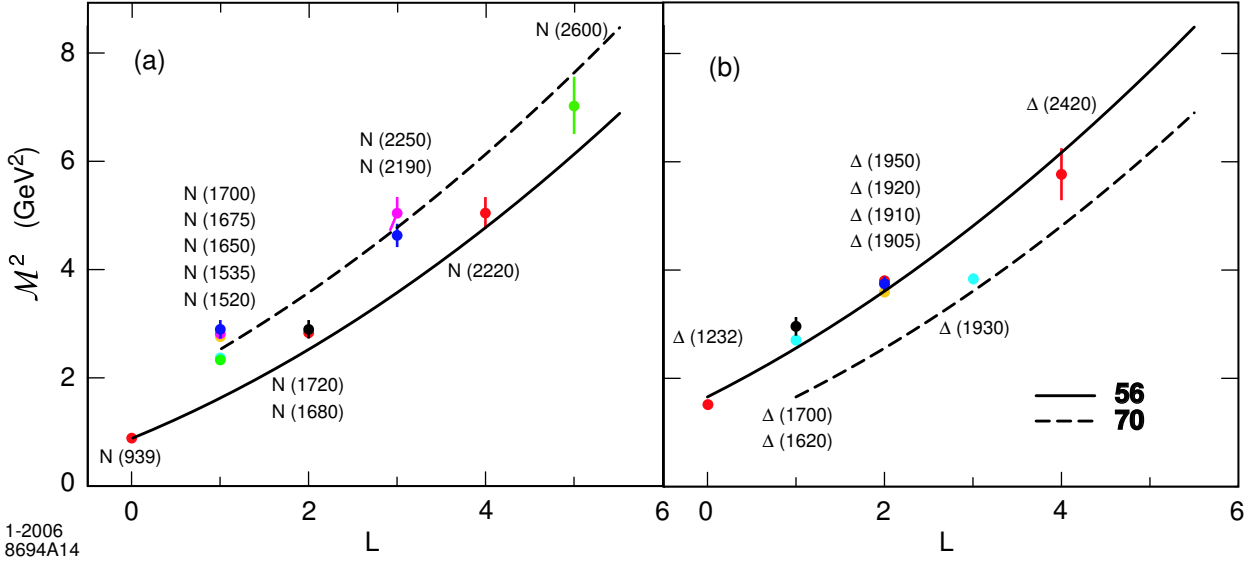 (a)
N (2600)
N (2250)
N (2190)
N (1700)
N (1675)
N (1650)
N (1535)
N (1520)
N (2220)
N (1720)
N (1680)
N (939)
8
6
4
2
0
ℳ² (GeV²)
0
2
4
6
L
(b)
Δ (2420)
Δ (1950)
Δ (1920)
Δ (1910)
Δ (1905)
Δ (1232)
Δ (1930)
Δ (1700)
Δ (1620)
56
70
0
2
4
6
L
1-2006
8694A14